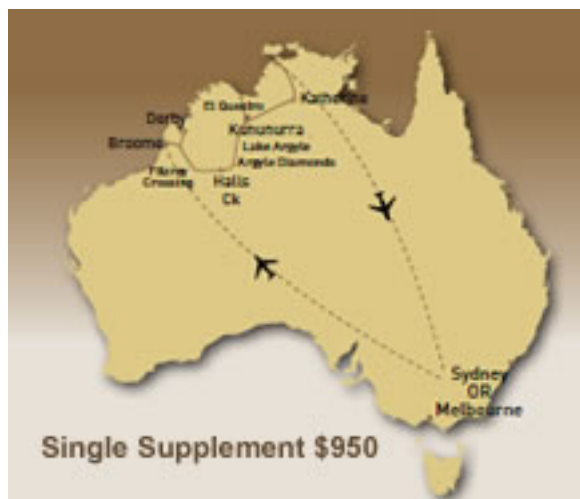 El Questro
Katherine
Derby
Kununurra
Broome
Lake Argyle
Argyle Diamonds
Fitzroy
Crossing
Halls
Ck
Sydney
OR
Melbourne
Single Supplement $950